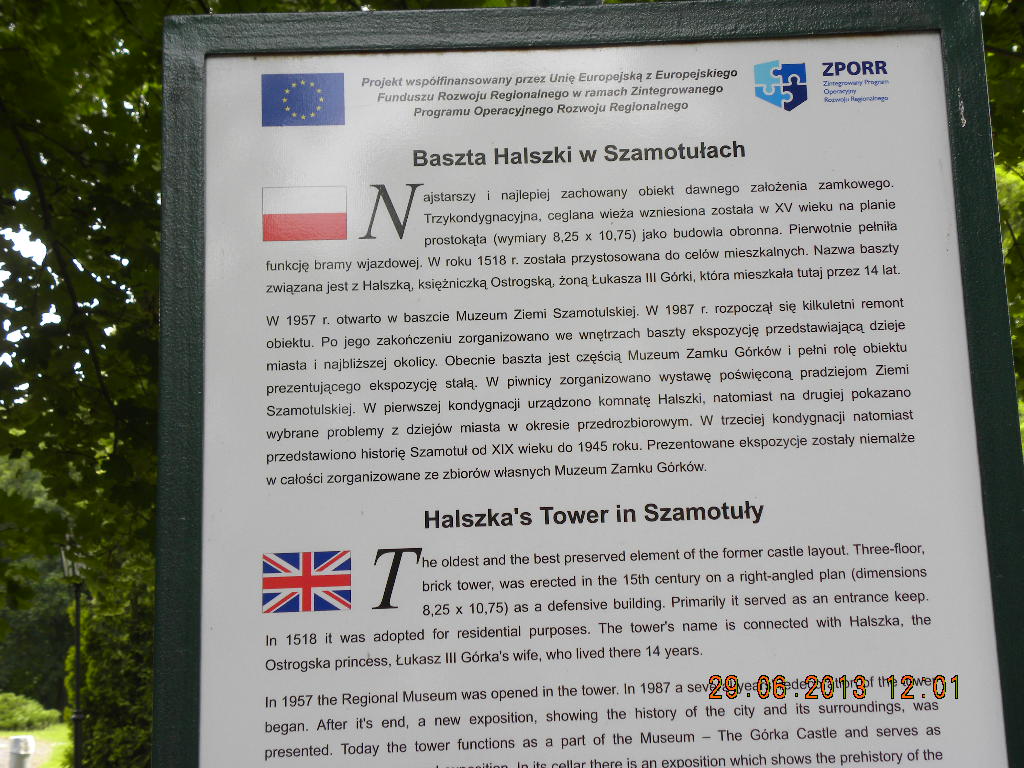 Projekt współfinansowany przez Unię Europejską z Europejskiego
Funduszu Rozwoju Regionalnego w ramach Zintegrowanego
Programu Operacyjnego Rozwoju Regionalnego
ZPORR
Zintegrowany Program
Operacyjny
Rozwoju Regionalnego
Baszta Halszki w Szamotułach
Najstarszy i najlepiej zachowany obiekt dawnego założenia zamkowego.
Trzykondygnacyjna, ceglana wieża wzniesiona została w XV wieku na planie
prostokąta (wymiary 8,25 x 10,75) jako budowla obronna. Pierwotnie pełniła
funkcję bramy wjazdowej. W roku 1518 r. została przystosowana do celów mieszkalnych. Nazwa baszty
związana jest z Halszką, księżniczką Ostrogską, żoną Łukasza III Górki, która mieszkała tutaj przez 14 lat.
W 1957 r. otwarto w baszcie Muzeum Ziemi Szamotulskiej. W 1987 r. rozpoczął się kilkuletni remont
obiektu. Po jego zakończeniu zorganizowano we wnętrzach baszty ekspozycję przedstawiającą dzieje
miasta i najbliższej okolicy. Obecnie baszta jest częścią Muzeum Zamku Górków i pełni rolę obiektu
prezentującego ekspozycję stałą. W piwnicy zorganizowano wystawę poświęconą pradziejom Ziemi
Szamotulskiej. W pierwszej kondygnacji urządzono komnatę Halszki, natomiast na drugiej pokazano
wybrane problemy z dziejów miasta w okresie przedrozbiorowym. W trzeciej kondygnacji natomiast
przedstawiono historię Szamotuł od XIX wieku do 1945 roku. Prezentowane ekspozycje zostały niemalże
w całości zorganizowane ze zbiorów własnych Muzeum Zamku Górków.
Halszka's Tower in Szamotuły
The oldest and the best preserved element of the former castle layout. Three-floor,
brick tower, was erected in the 15th century on a right-angled plan (dimensions
8,25 x 10,75) as a defensive building. Primarily it served as an entrance keep.
In 1518 it was adopted for residential purposes. The tower's name is connected with Halszka, the
Ostrogska princess, Łukasz III Górka's wife, who lived there 14 years.
In 1957 the Regional Museum was opened in the tower. In 1987 a several years of the tower
began. After it's end, a new exposition, showing the history of the city and its surroundings, was
presented. Today the tower functions as a part of the Museum – The Górka Castle and serves as
exposition. In its cellar there is an exposition which shows the prehistory of the
29.06.2013 12:01